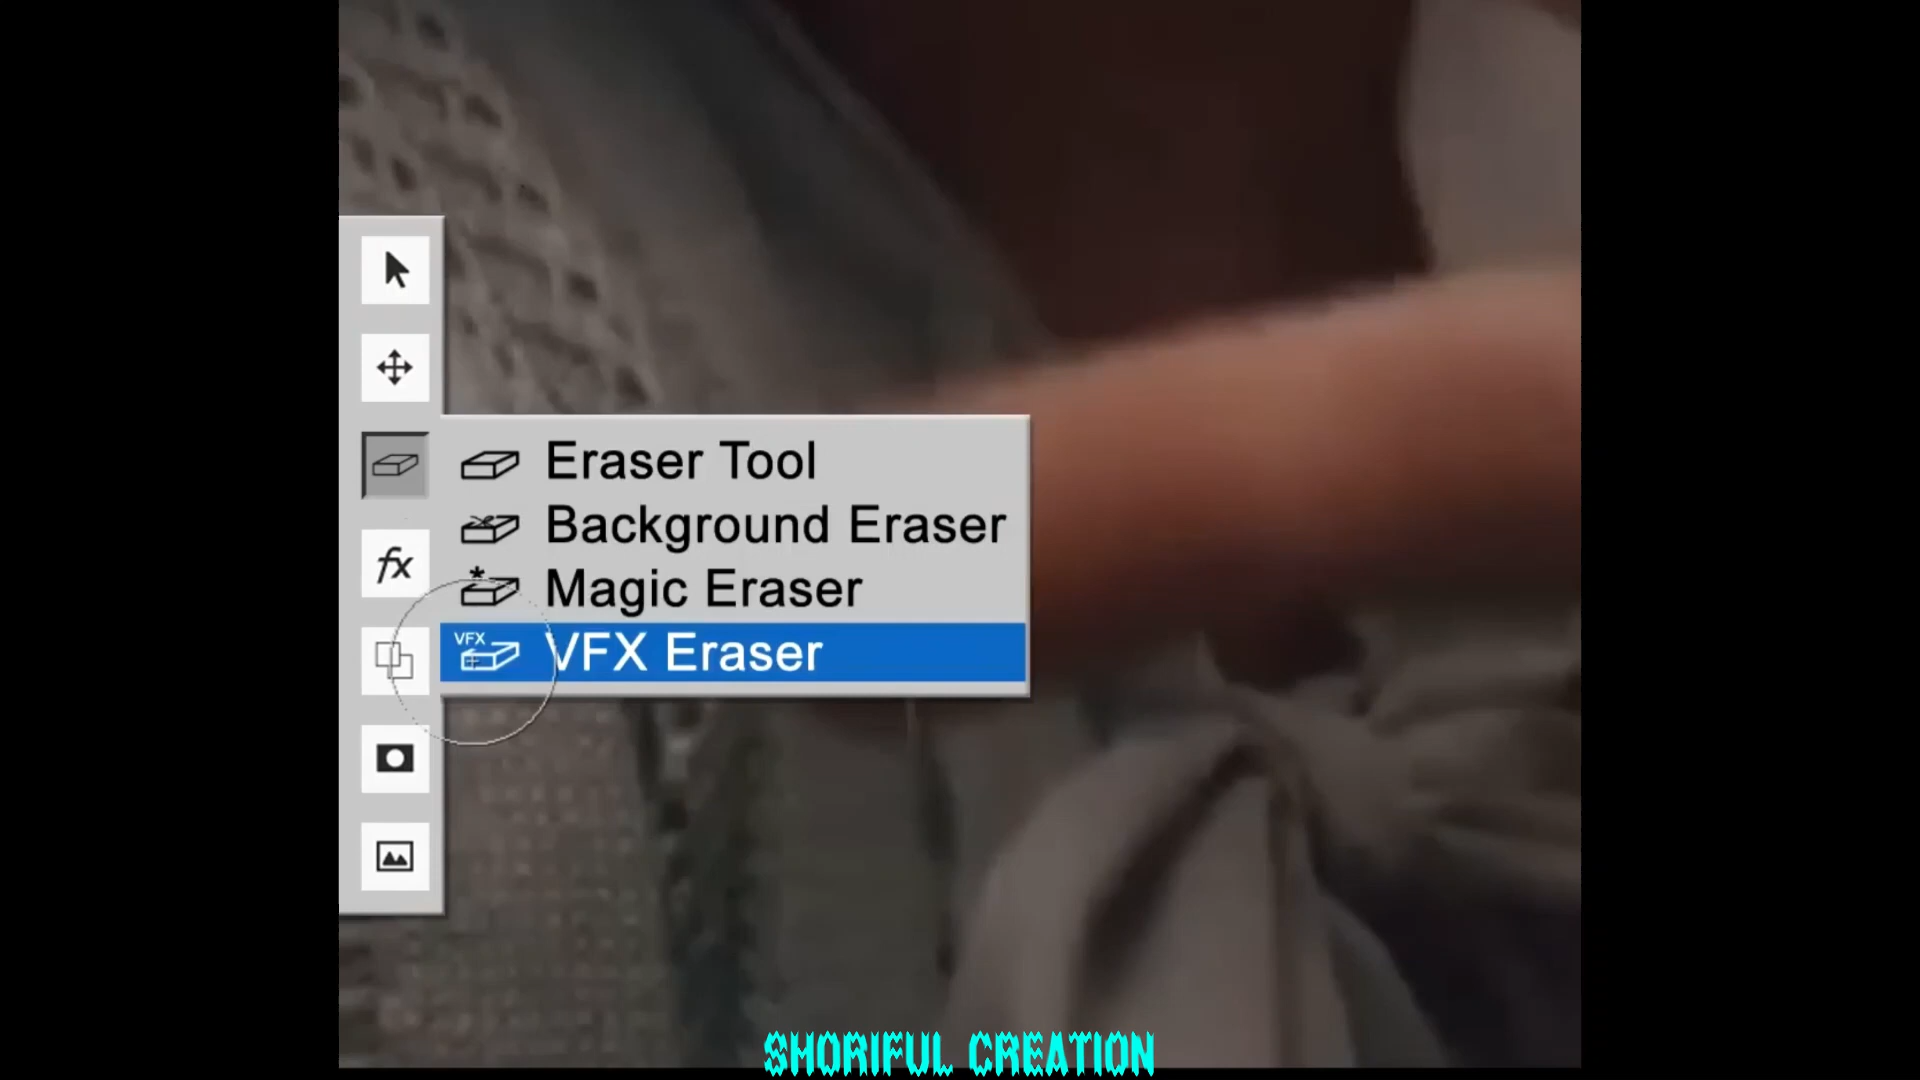 Eraser Tool
Background Eraser
Magic Eraser
VFX VFX Eraser
fx
SHORIFUL CREATION